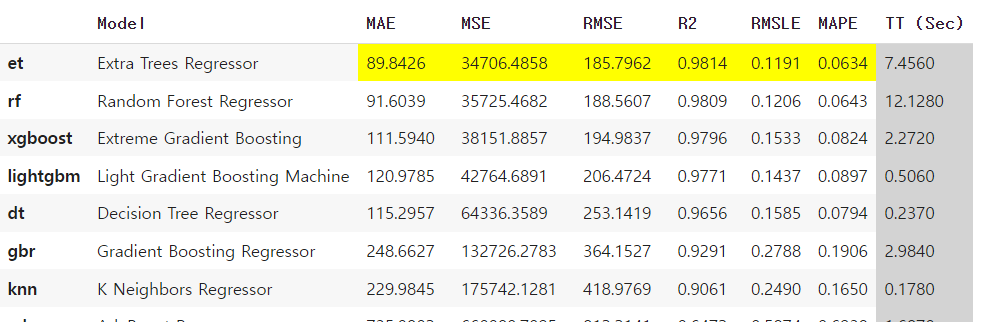 Model MAE MSE RMSE R2 RMSLE MAPE TT (Sec)
et Extra Trees Regressor 89.8426 34706.4858 185.7962 0.9814 0.1191 0.0634 7.4560
rf Random Forest Regressor 91.6039 35725.4682 188.5607 0.9809 0.1206 0.0643 12.1280
xgboost Extreme Gradient Boosting 111.5940 38151.8857 194.9837 0.9796 0.1533 0.0824 2.2720
lightgbm Light Gradient Boosting Machine 120.9785 42764.6891 206.4724 0.9771 0.1437 0.0897 0.5060
dt Decision Tree Regressor 115.2957 64336.3589 253.1419 0.9656 0.1585 0.0794 0.2370
gbr Gradient Boosting Regressor 248.6627 132726.2783 364.1527 0.9291 0.2788 0.1906 2.9840
knn K Neighbors Regressor 229.9845 175742.1281 418.9769 0.9061 0.2490 0.1650 0.1780